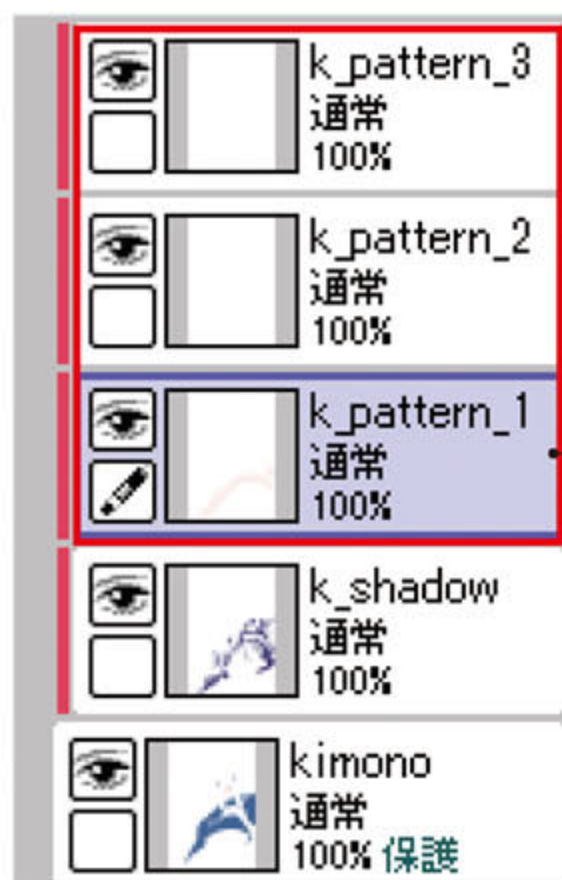 k_pattern_3
通常
100%
k_pattern_2
通常
100%
k_pattern_1
通常
100%
k_shadow
通常
100%
kimono
通常
100% 保護